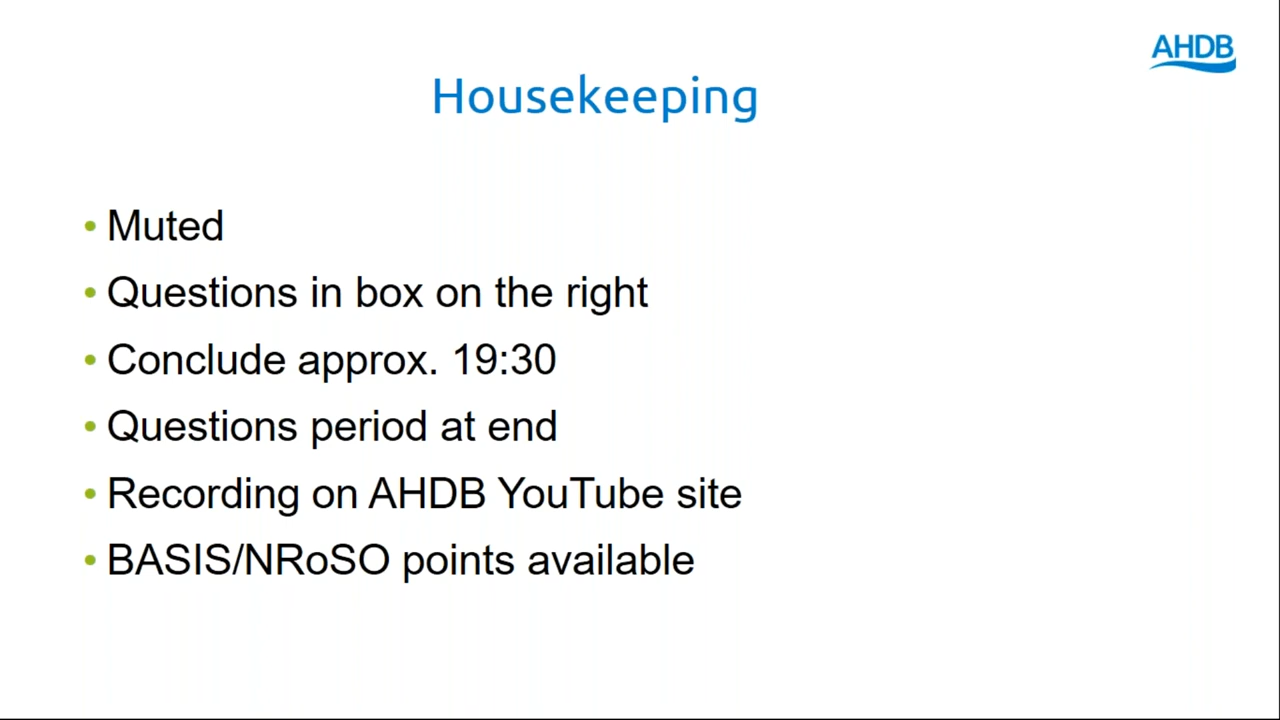 AHDB
Housekeeping
• Muted
• Questions in box on the right
• Conclude approx. 19:30
• Questions period at end
• Recording on AHDB YouTube site
• BASIS/NRoSO points available